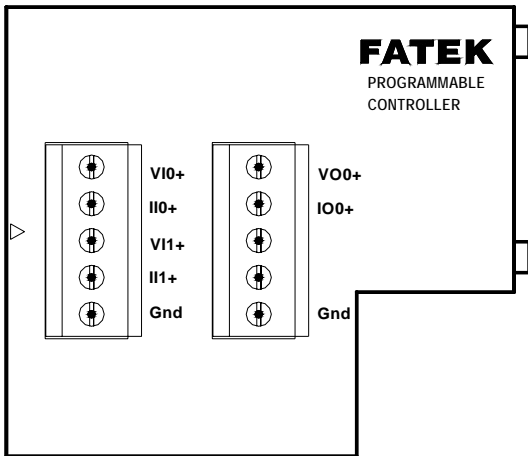 FATEK
PROGRAMMABLE
CONTROLLER
VI0+
II0+
VI1+
II1+
Gnd
VO0+
IO0+
Gnd